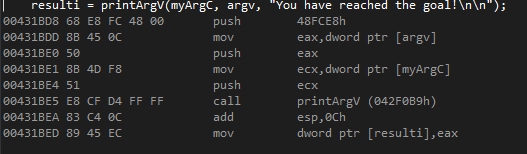 resulti = printArgV(myArgC, argv, "You have reached the goal!\n\n");
00431BD8 68 E8 FC 48 00 push 48FCE8h
00431BDD 8B 45 0C mov eax,dword ptr [argv]
00431BE0 50 push eax
00431BE1 8B 4D F8 mov ecx,dword ptr [myArgC]
00431BE4 51 push ecx
00431BE5 E8 CF D4 FF FF call printArgV (042F0B9h)
00431BEA 83 C4 0C add esp,0Ch
00431BED 89 45 EC mov dword ptr [resulti],eax